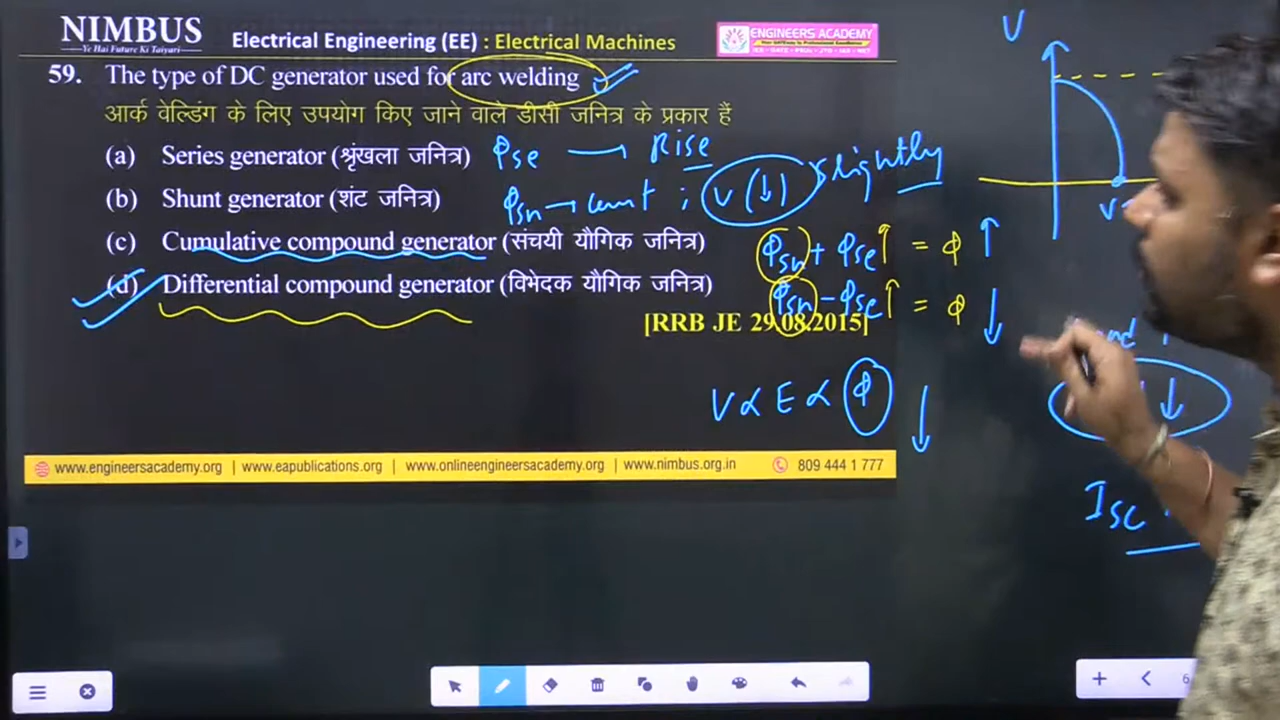 NIMBUS
Ye Hai Future Ki Taiyari
Electrical Engineering (EE) : Electrical Machines
ENGINEERS ACADEMY
59. The type of DC generator used for arc welding
आर्क वेल्डिंग के लिए उपयोग किए जाने वाले डीसी जनित्र के प्रकार हैं
(a) Series generator (श्रृंखला जनित्र) φse → Rise
(b) Shunt generator (शंट जनित्र) φsh → const ; V (↓) slightly
(c) Cumulative compound generator (संचयी यौगिक जनित्र) φsh + φse↑ = φ ↑
(d) Differential compound generator (विभेदक यौगिक जनित्र) φsh - φse↑ = φ ↓
[RRB JE 29.08.2015]
V ∝ E ∝ φ ↓
V
V
Isc
www.engineersacademy.org | www.eapublications.org | www.onlineengineersacademy.org | www.nimbus.org.in 809 444 1 777
6